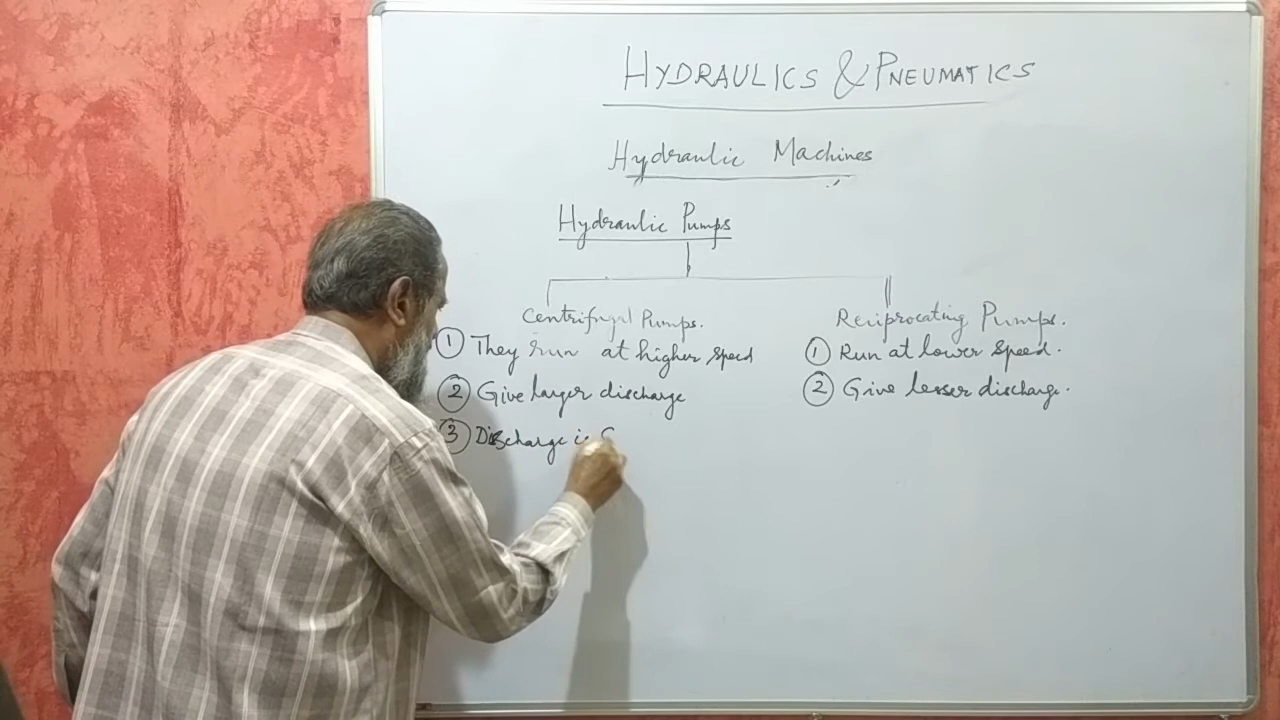 HYDRAULICS & PNEUMATICS
Hydraulic Machines
Hydraulic Pumps
Centrifugal Pumps.
① They run at higher speed
② Give larger discharge
③ Discharge is
Reciprocating Pumps.
① Run at lower speed.
② Give lesser discharge.